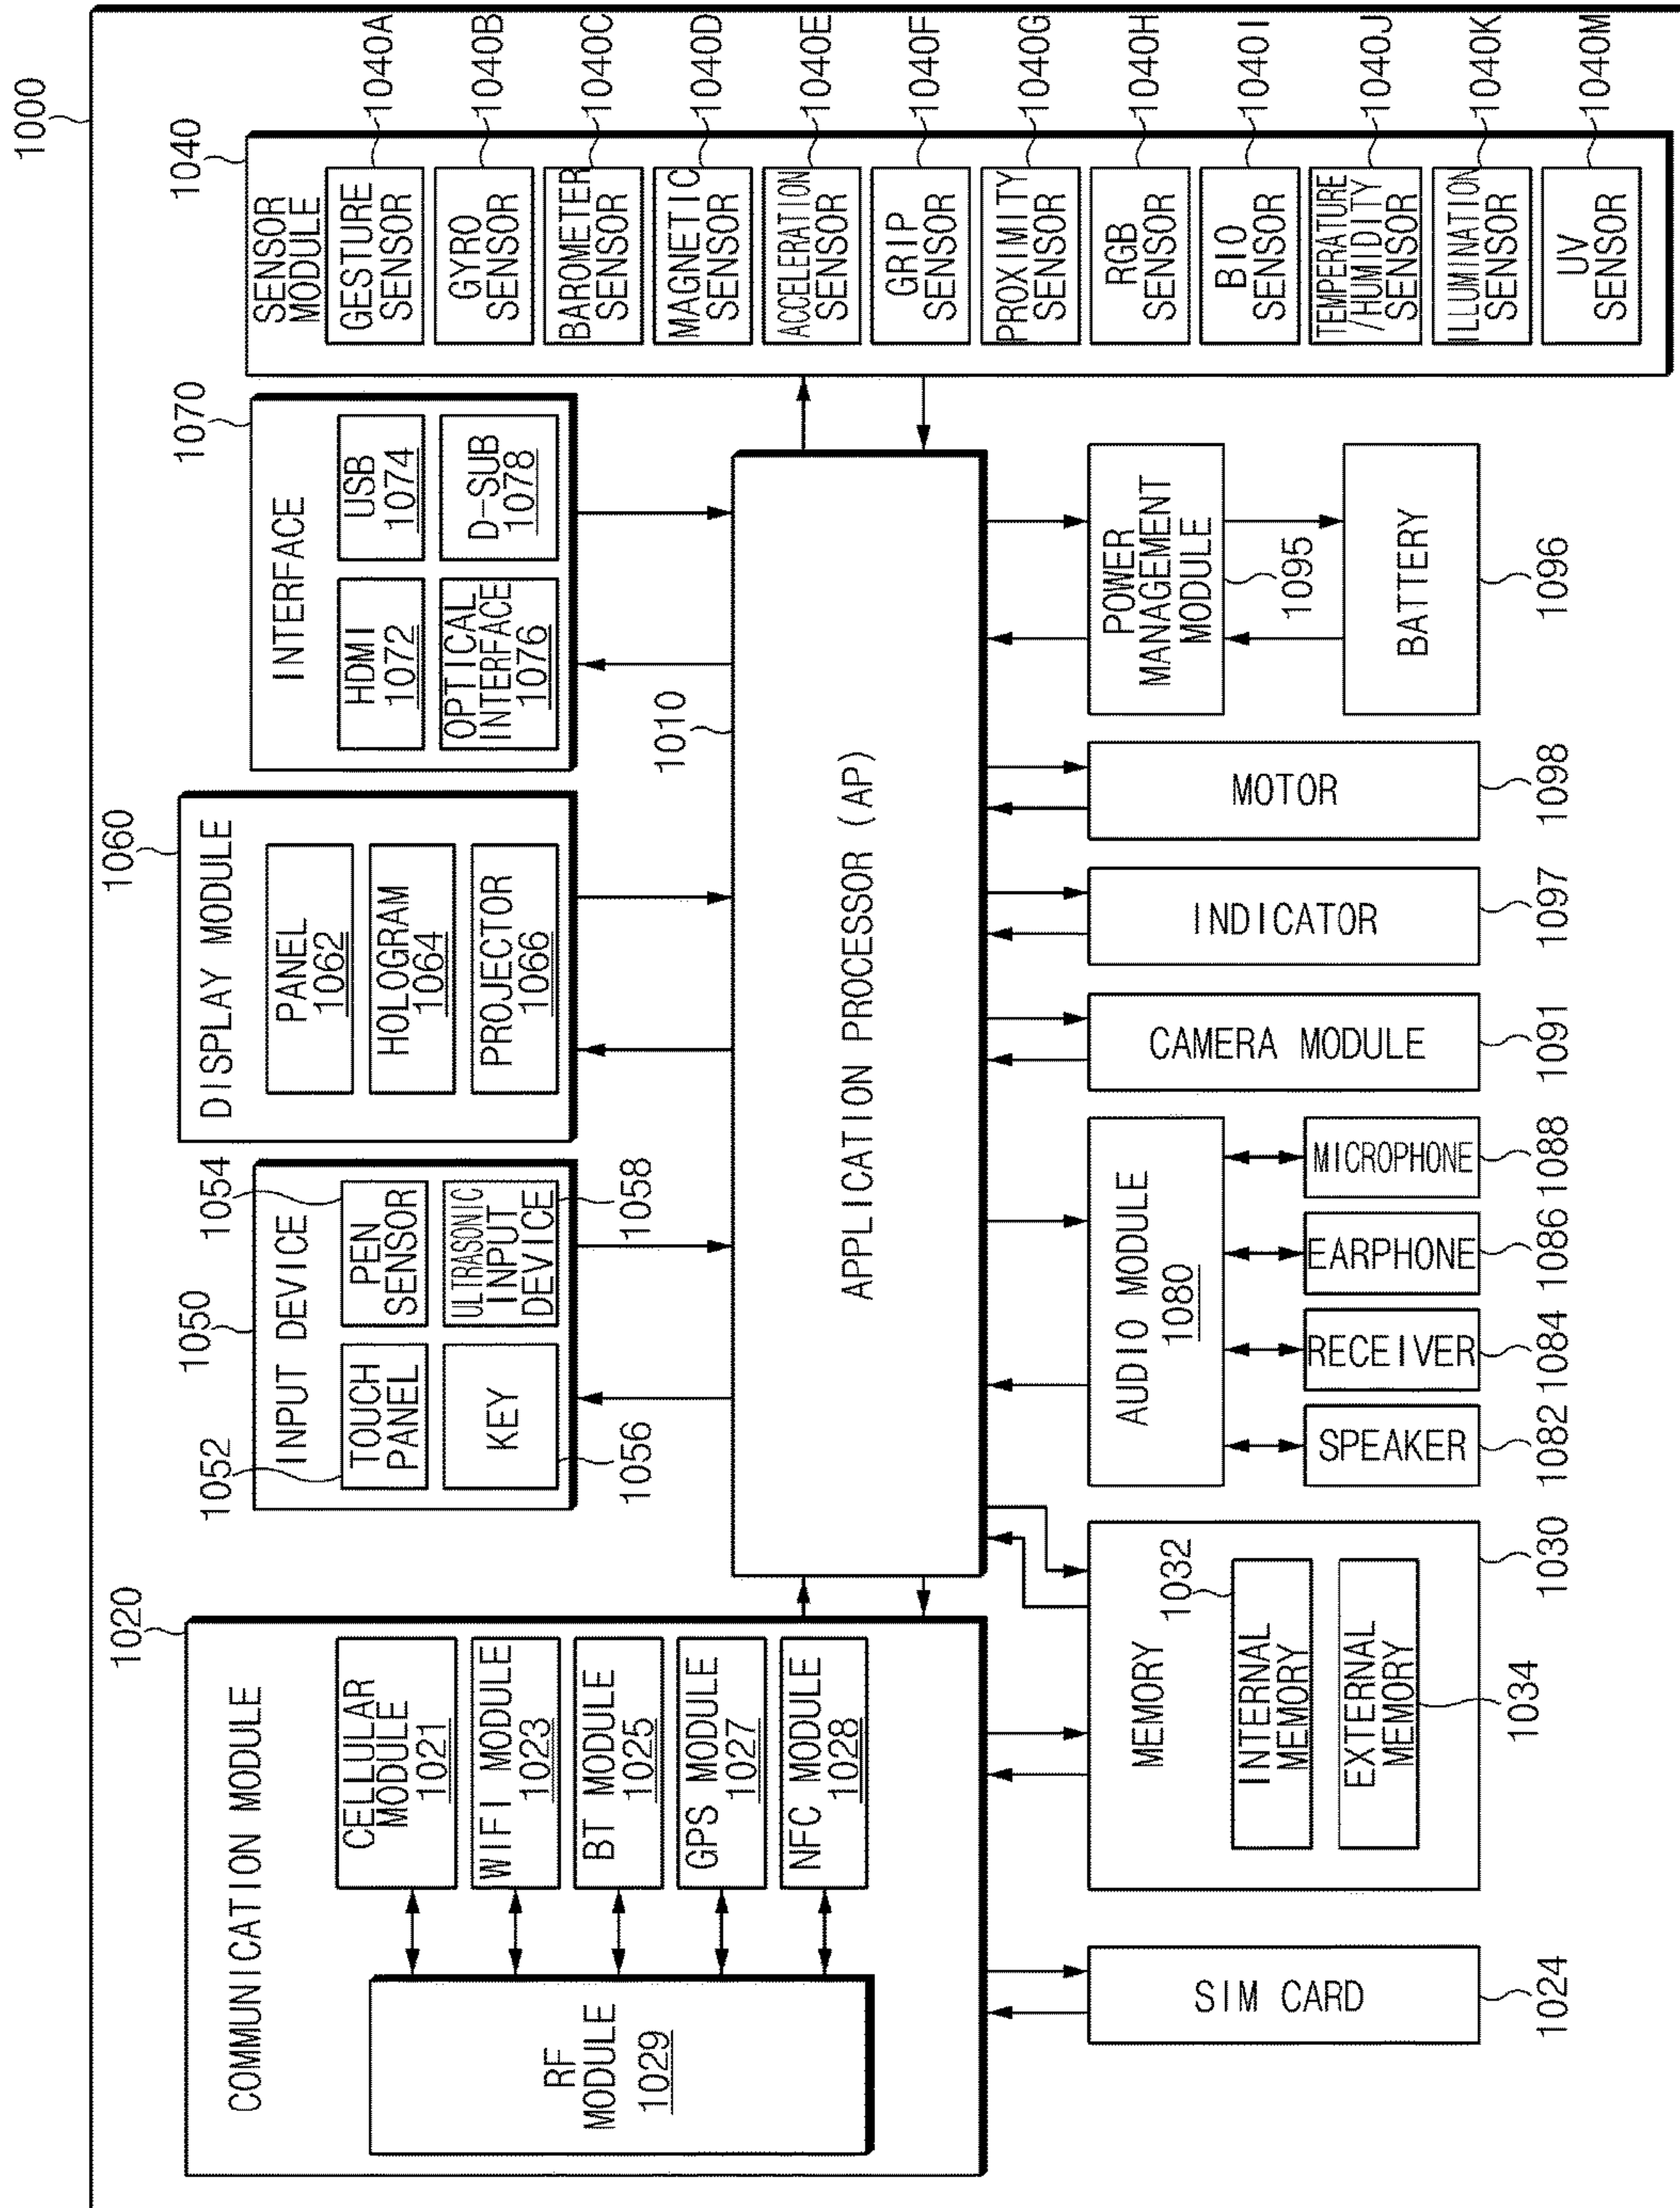 1000
COMMUNICATION MODULE
1020
RF
MODULE
1029
CELLULAR
MODULE
1021
WIFI MODULE
1023
BT MODULE
1025
GPS MODULE
1027
NFC MODULE
1028
INPUT DEVICE
1050
1052
TOUCH
PANEL
1054
PEN
SENSOR
KEY
1056
ULTRASONIC
INPUT
DEVICE
1058
DISPLAY MODULE
1060
PANEL
1062
HOLOGRAM
1064
PROJECTOR
1066
INTERFACE
1070
HDMI
1072
USB
1074
OPTICAL
INTERFACE
1076
D-SUB
1078
SENSOR
MODULE
1040
GESTURE
SENSOR
1040A
GYRO
SENSOR
1040B
BAROMETER
SENSOR
1040C
MAGNETIC
SENSOR
1040D
ACCELERATION
SENSOR
1040E
GRIP
SENSOR
1040F
PROXIMITY
SENSOR
1040G
RGB
SENSOR
1040H
BIO
SENSOR
1040I
TEMPERATURE
/HUMIDITY
SENSOR
1040J
ILLUMINATION
SENSOR
1040K
UV
SENSOR
1040M
1010
APPLICATION PROCESSOR (AP)
SIM CARD
1024
MEMORY
1032
INTERNAL
MEMORY
EXTERNAL
MEMORY
1034
1030
AUDIO MODULE
1080
SPEAKER
1082
RECEIVER
1084
EARPHONE
1086
MICROPHONE
1088
CAMERA MODULE
1091
INDICATOR
1097
MOTOR
1098
POWER
MANAGEMENT
MODULE
1095
BATTERY
1096